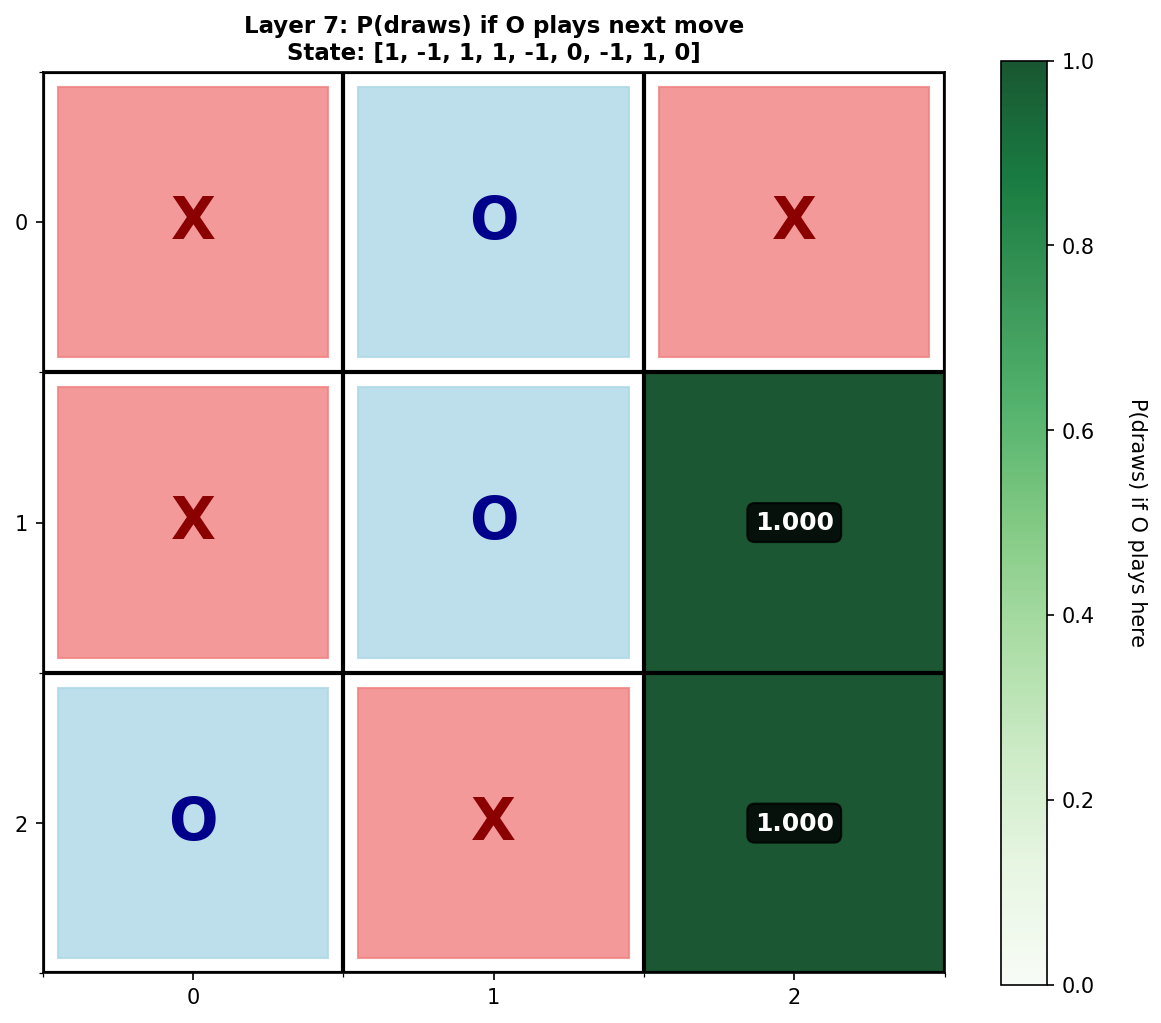 Layer 7: P(draws) if O plays next move
State: [1, -1, 1, 1, -1, 0, -1, 1, 0]
0
X
O
X
1
X
O
1.000
2
O
X
1.000
0
1
2
1.0
0.8
0.6
0.4
0.2
0.0
P(draws) if O plays here